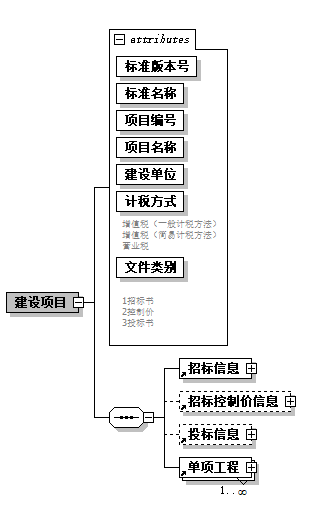 attributes
标准版本号
标准名称
项目编号
项目名称
建设单位
计税方式
增值税（一般计税方法）
增值税（简易计税方法）
营业税
文件类别
1招标书
2控制价
3投标书
建设项目
招标信息
招标控制价信息
投标信息
单项工程
1..∞